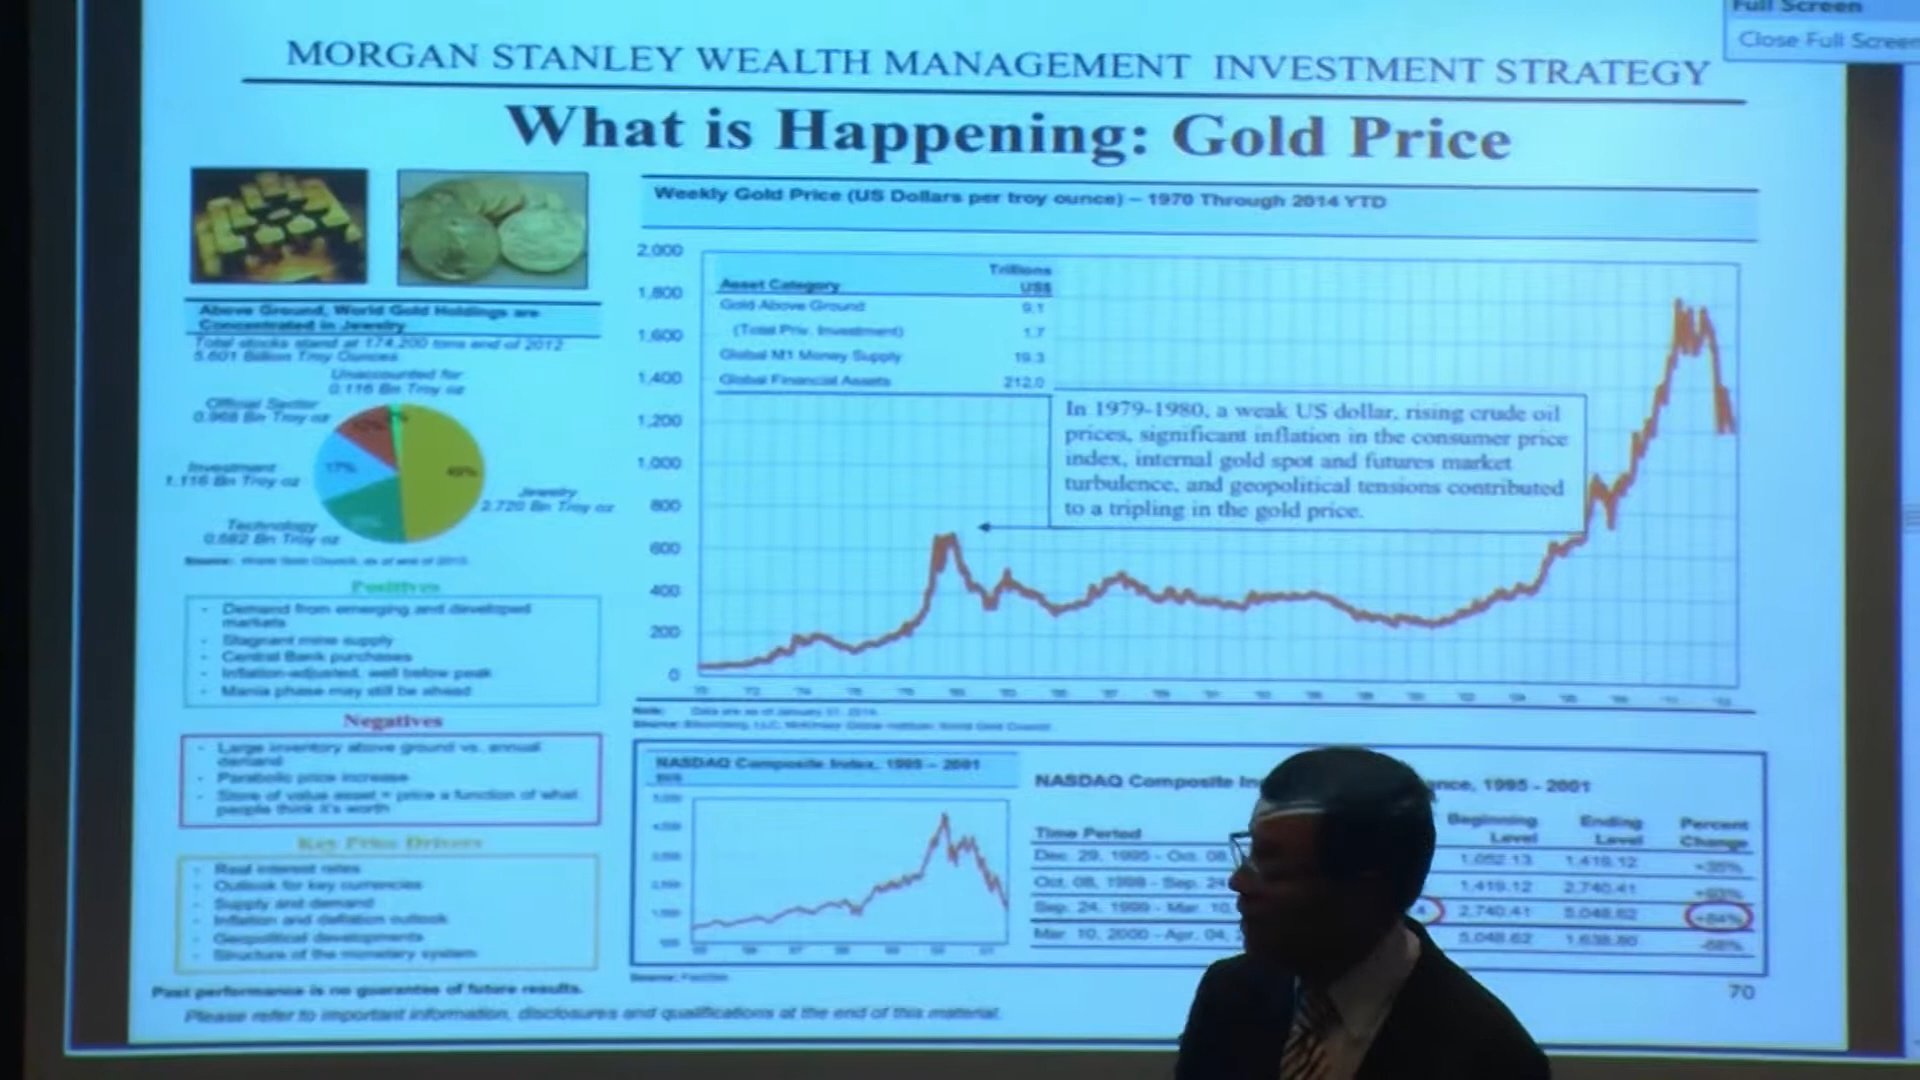 Full Screen
Close Full Screen
MORGAN STANLEY WEALTH MANAGEMENT INVESTMENT STRATEGY
What is Happening: Gold Price
Above Ground, World Gold Holdings are
Concentrated in Jewelry
Total stocks stand at 174,200 tons end of 2012
5.601 Billion Troy Ounces
Unaccounted for
0.116 Bn Troy oz
Official Sector
0.968 Bn Troy oz
17%
Investment
1.116 Bn Troy oz
Jewelry
2.720 Bn Troy oz
Technology
0.682 Bn Troy oz
Positives
- Demand from emerging and developed
markets
- Stagnant mine supply
- Central Bank purchases
- Inflation-adjusted, well below peak
- Mania phase may still be ahead
Negatives
- Large inventory above ground vs. annual
demand
- Parabolic price increase
- Store of value asset = price a function of what
people think it's worth
Key Price Drivers
- Real interest rates
- Outlook for key currencies
- Supply and demand
- Inflation and deflation outlook
- Geopolitical developments
- Structure of the monetary system
Weekly Gold Price (US Dollars per troy ounce) – 1970 Through 2014 YTD
2,000
1,800
1,600
1,400
1,200
1,000
800
600
400
200
0
Trillions
Asset Category US$
Gold Above Ground 9.1
(Total Priv. Investment) 1.7
Global M1 Money Supply 19.3
Global Financial Assets 212.0
In 1979-1980, a weak US dollar, rising crude oil
prices, significant inflation in the consumer price
index, internal gold spot and futures market
turbulence, and geopolitical tensions contributed
to a tripling in the gold price.
NASDAQ Composite Index, 1995 – 2001
NASDAQ Composite In nce, 1995 - 2001
Beginning Ending Percent
Time Period Level Level Change
Dec. 29, 1995 - Oct. 08, 1,052.13 1,419.12 +35%
Oct. 08, 1998 - Sep. 24 1,419.12 2,740.41 +93%
Sep. 24, 1999 - Mar. 10, 2,740.41 5,048.62 +84%
Mar. 10, 2000 - Apr. 04, 5,048.62 1,638.80 -68%
70
Past performance is no guarantee of future results.
Please refer to important information, disclosures and qualifications at the end of this material.